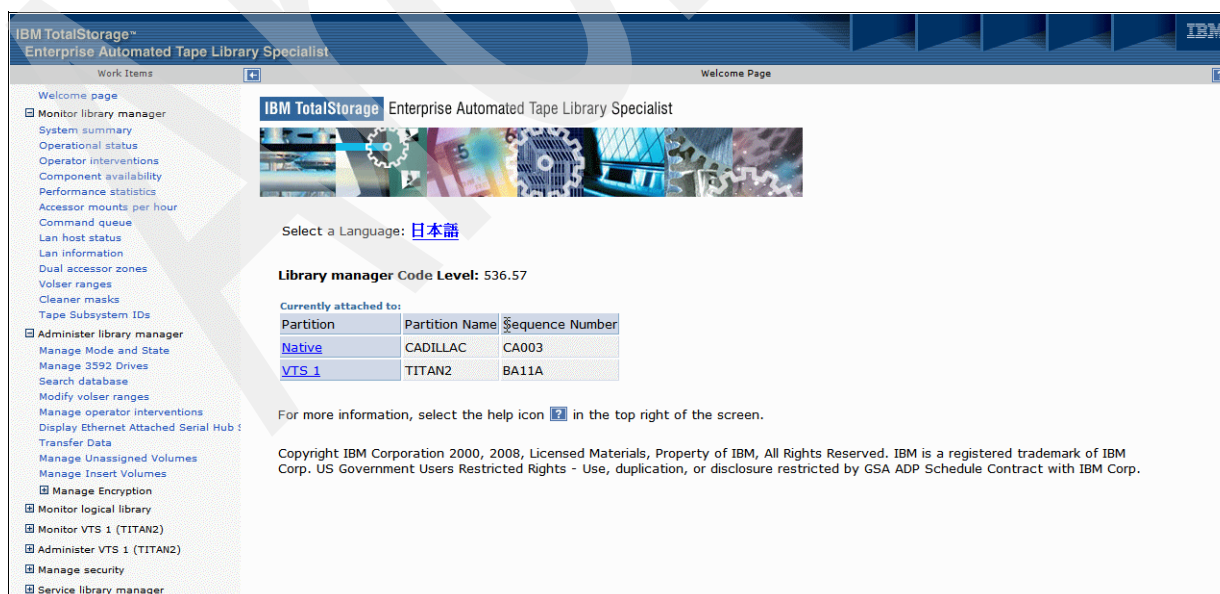 IBM TotalStorage™
Enterprise Automated Tape Library Specialist
IBM
Work Items
Welcome Page
?
Welcome page
Monitor library manager
System summary
Operational status
Operator interventions
Component availability
Performance statistics
Accessor mounts per hour
Command queue
Lan host status
Lan information
Dual accessor zones
Volser ranges
Cleaner masks
Tape Subsystem IDs
Administer library manager
Manage Mode and State
Manage 3592 Drives
Search database
Modify volser ranges
Manage operator interventions
Display Ethernet Attached Serial Hub S
Transfer Data
Manage Unassigned Volumes
Manage Insert Volumes
Manage Encryption
Monitor logical library
Monitor VTS 1 (TITAN2)
Administer VTS 1 (TITAN2)
Manage security
Service library manager
IBM TotalStorage Enterprise Automated Tape Library Specialist
Select a Language: 日本語
Library manager Code Level: 536.57
Currently attached to:
Partition Partition Name Sequence Number
Native CADILLAC CA003
VTS 1 TITAN2 BA11A
For more information, select the help icon ? in the top right of the screen.
Copyright IBM Corporation 2000, 2008, Licensed Materials, Property of IBM, All Rights Reserved. IBM is a registered trademark of IBM
Corp. US Government Users Restricted Rights - Use, duplication, or disclosure restricted by GSA ADP Schedule Contract with IBM Corp.